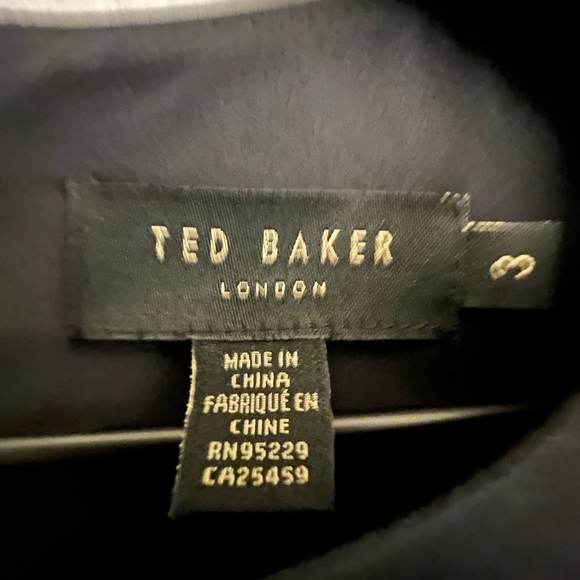 TED BAKER
LONDON
3
MADE IN
CHINA
FABRIQUÉ EN
CHINE
RN95229
CA25459